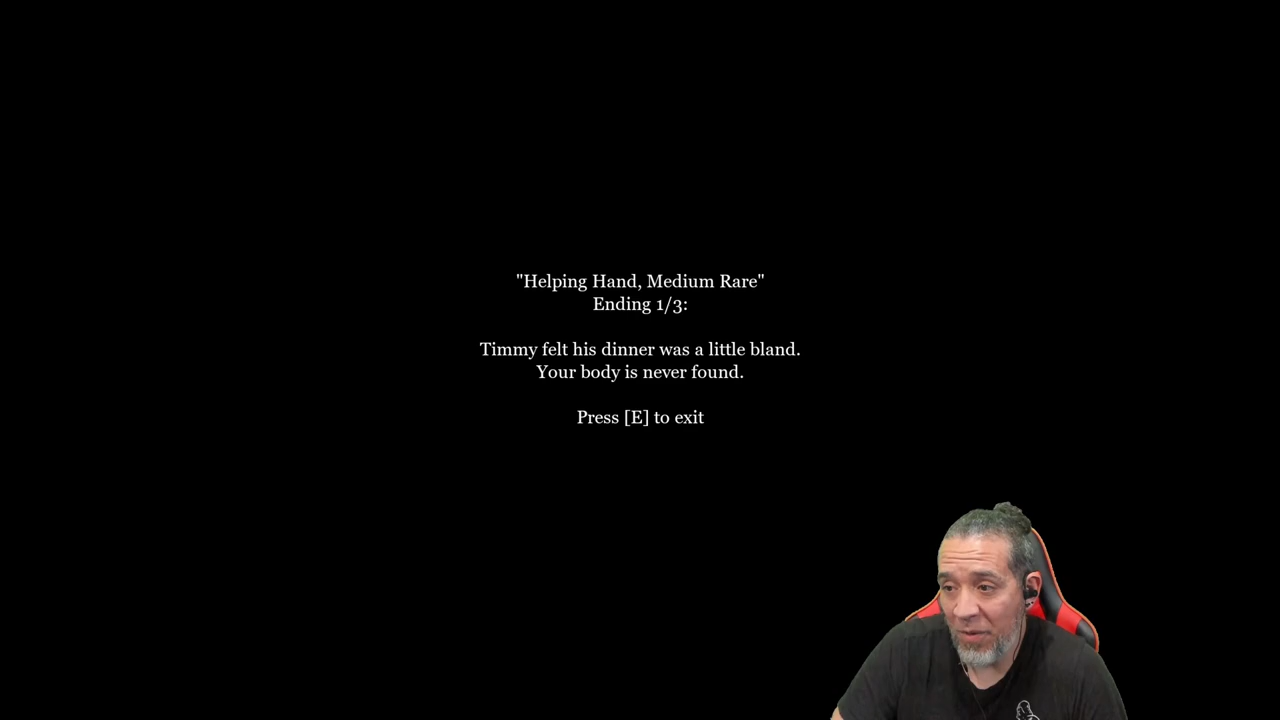 "Helping Hand, Medium Rare"
Ending 1/3:
Timmy felt his dinner was a little bland.
Your body is never found.
Press [E] to exit